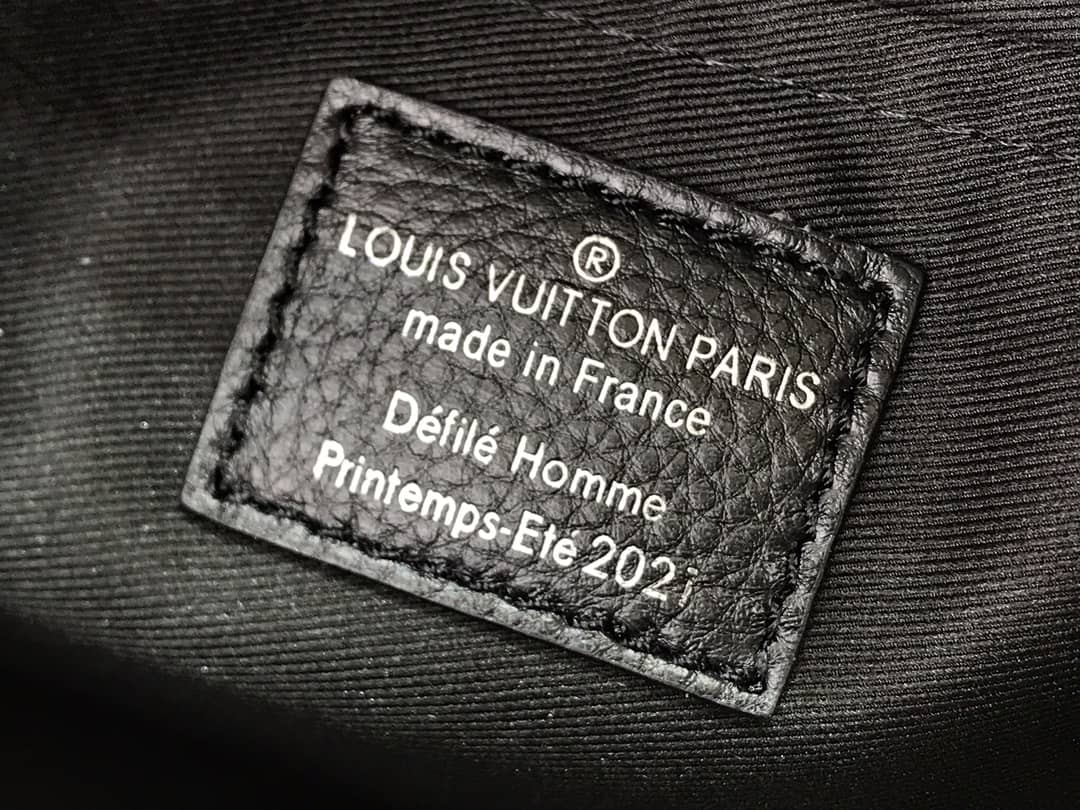 ®
LOUIS VUITTON PARIS
made in France
Défilé Homme
Printemps-Eté 2021